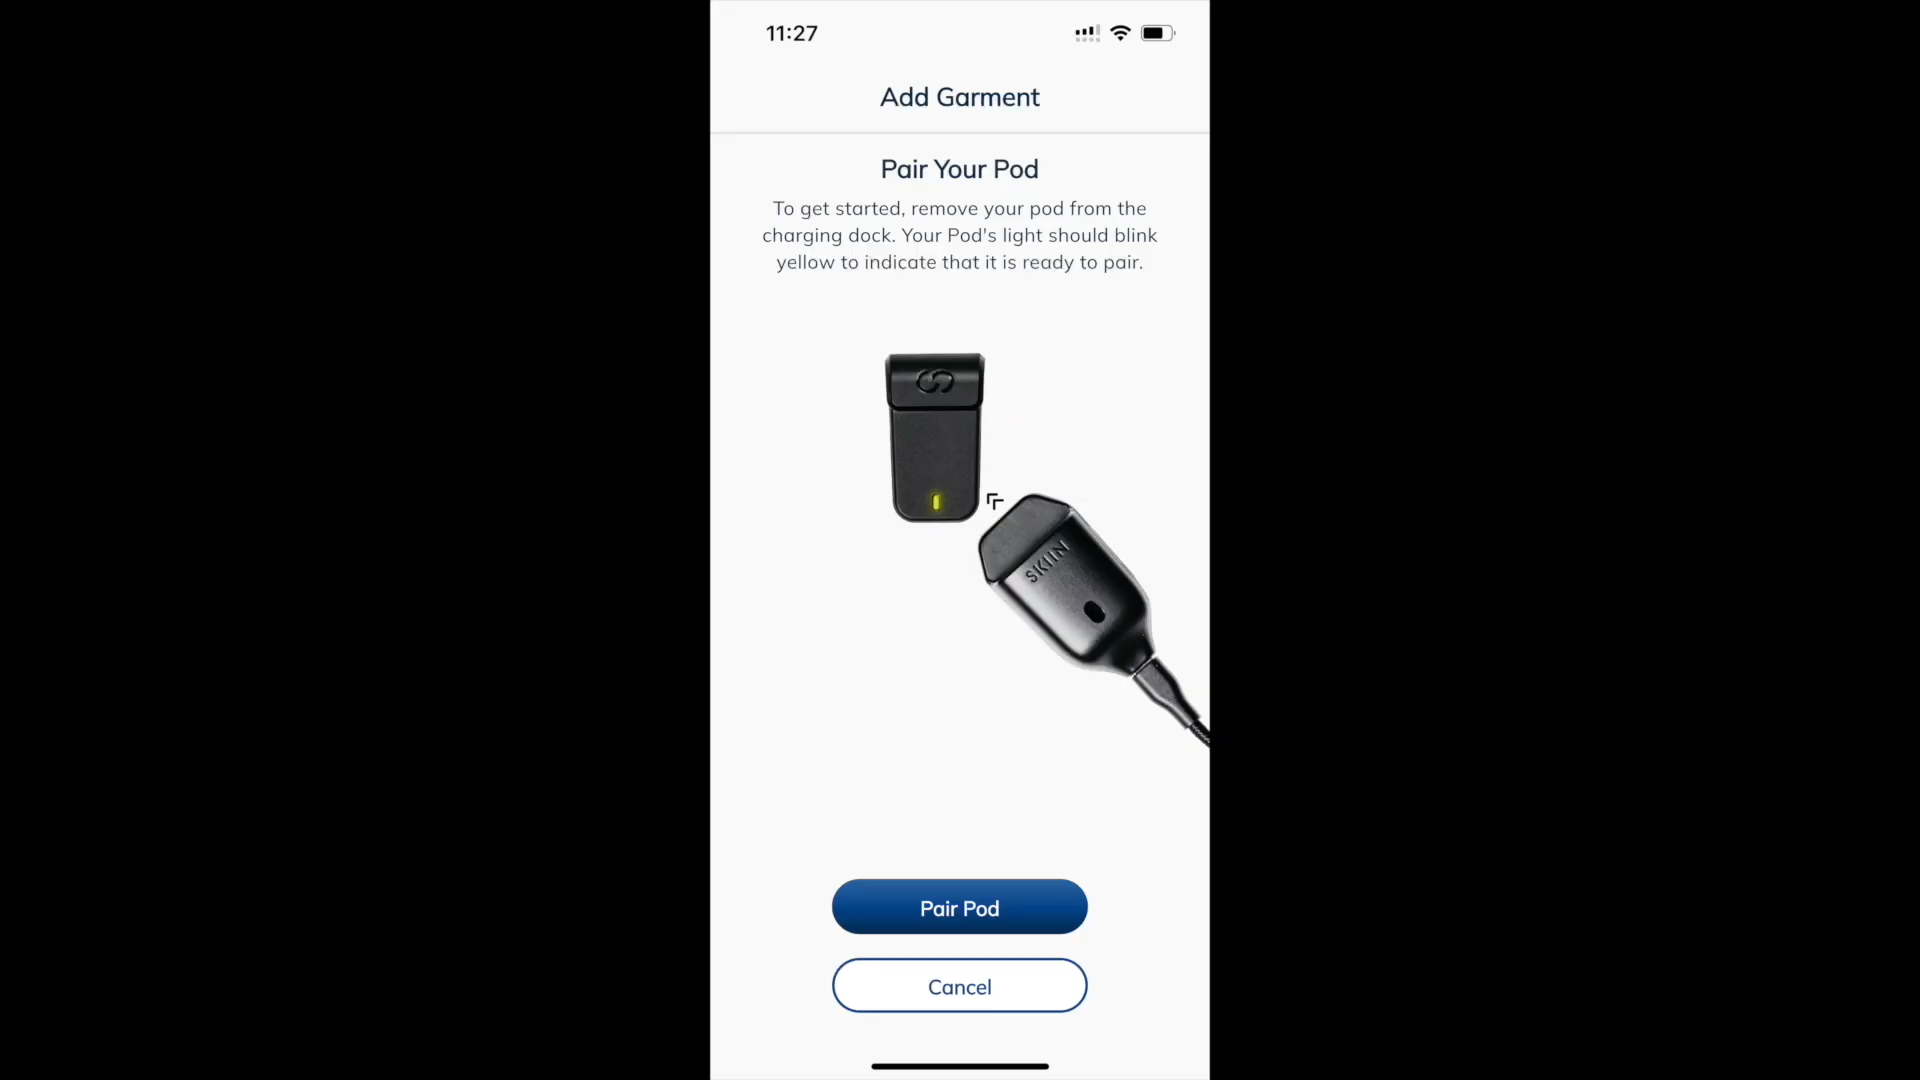 11:27
Add Garment
Pair Your Pod
To get started, remove your pod from the
charging dock. Your Pod's light should blink
yellow to indicate that it is ready to pair.
SKIIN
Pair Pod
Cancel